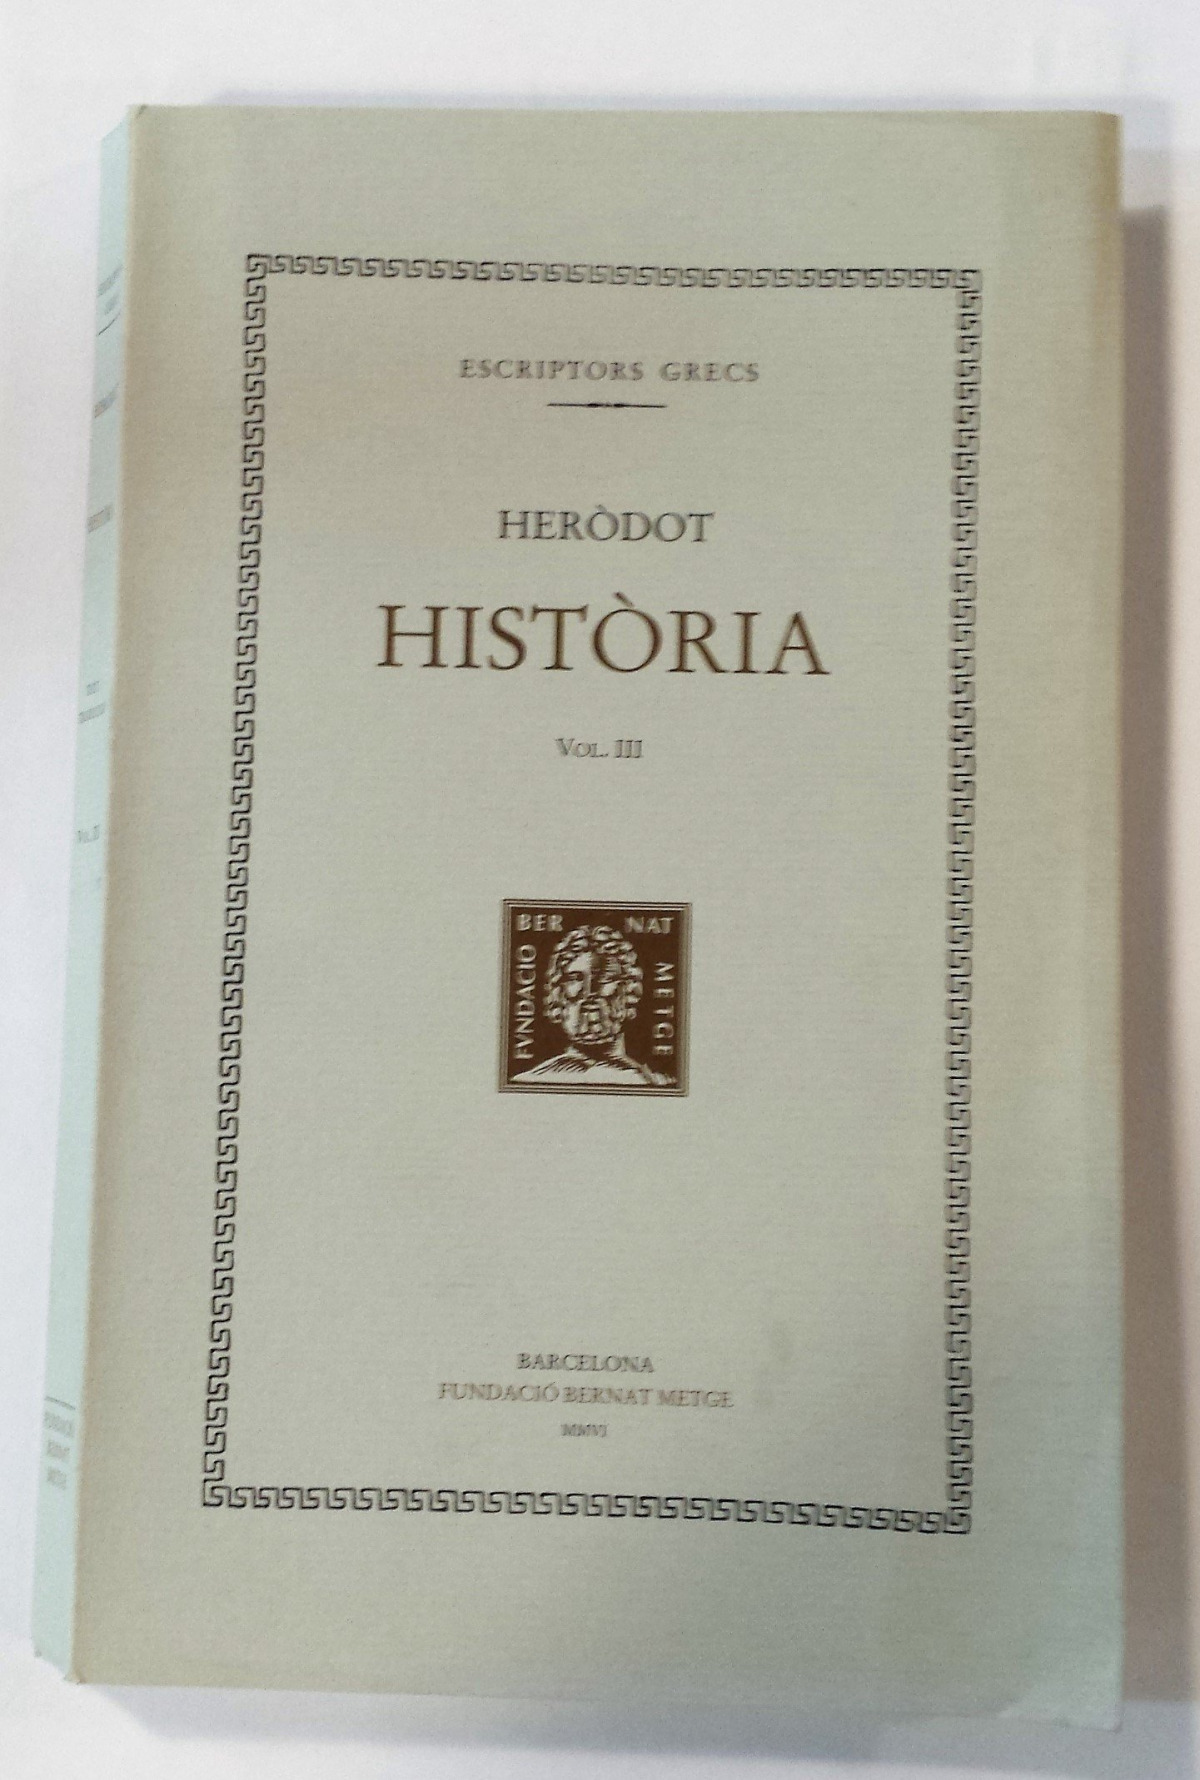 ESCRIPTORS GRECS
HERÒDOT
HISTÒRIA
VOL. III
FVNDACIO
BER NAT
METGE
BARCELONA
FUNDACIÓ BERNAT METGE
MMVI